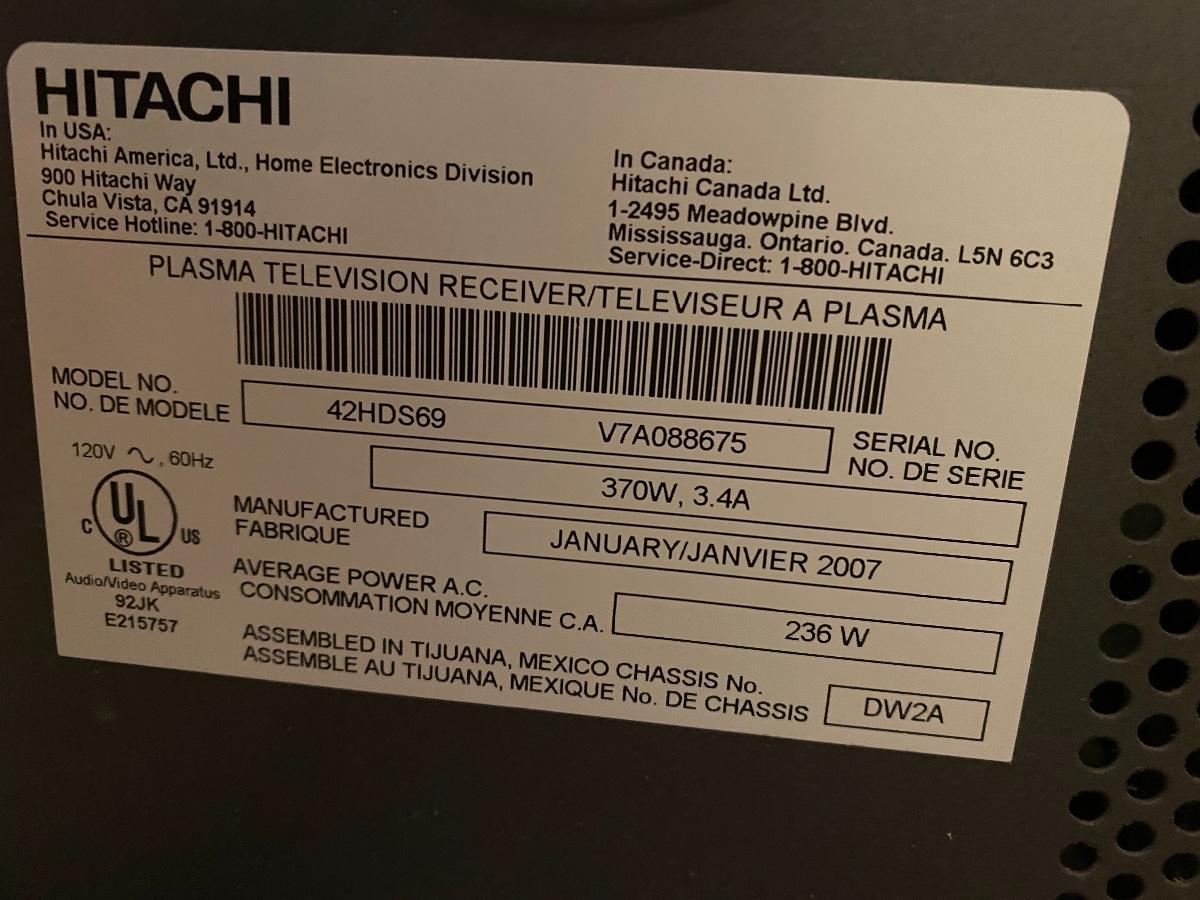 HITACHI
In USA:
Hitachi America, Ltd., Home Electronics Division
900 Hitachi Way
Chula Vista, CA 91914
Service Hotline: 1-800-HITACHI
In Canada:
Hitachi Canada Ltd.
1-2495 Meadowpine Blvd.
Mississauga. Ontario. Canada. L5N 6C3
Service-Direct: 1-800-HITACHI
PLASMA TELEVISION RECEIVER/TELEVISEUR A PLASMA
MODEL NO.
NO. DE MODELE
42HDS69
V7A088675
SERIAL NO.
NO. DE SERIE
120V ∿, 60Hz
370W, 3.4A
C UL ® US
LISTED
Audio/Video Apparatus
92JK
E215757
MANUFACTURED
FABRIQUE
JANUARY/JANVIER 2007
AVERAGE POWER A.C.
CONSOMMATION MOYENNE C.A.
236 W
ASSEMBLED IN TIJUANA, MEXICO CHASSIS No.
ASSEMBLE AU TIJUANA, MEXIQUE No. DE CHASSIS
DW2A